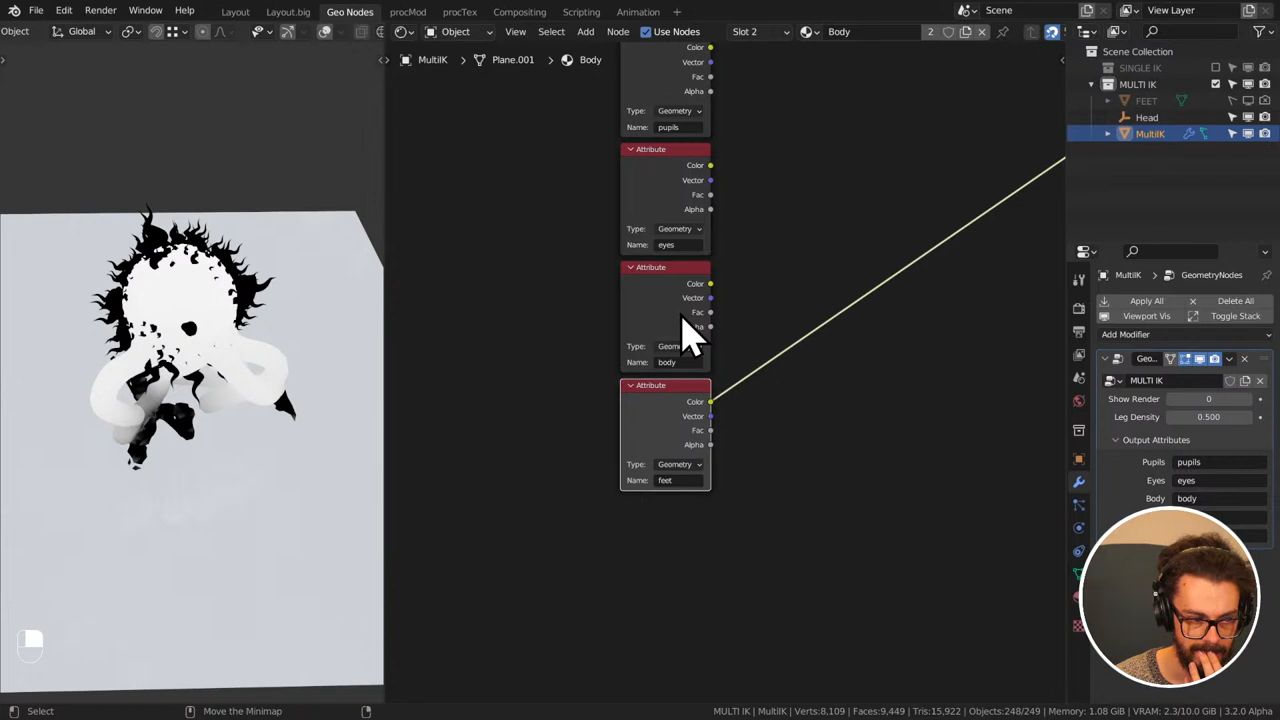 File Edit Render Window Help Layout Layout.big Geo Nodes procMod procTex Compositing Scripting Animation + Scene View Layer
Object Global Object View Select Add Node Use Nodes Slot 2 Body 2
MultiIK > Plane.001 > Body
Scene Collection
SINGLE IK
MULTI IK
FEET
Head
MultiIK
Color
Vector
Fac
Alpha
Type: Geometry
Name: pupils
Attribute
Color
Vector
Fac
Alpha
Type: Geometry
Name: eyes
Attribute
Color
Vector
Fac
Type:
Name: body
Attribute
Color
Vector
Fac
Alpha
Type: Geometry
Name: feet
MultiIK > GeometryNodes
Apply All Delete All
Viewport Vis Toggle Stack
Add Modifier
Geo...
MULTI IK
Show Render 0
Leg Density 0.500
Output Attributes
Pupils pupils
Eyes eyes
Body body
Select Move the Minimap MULTI IK | MultiIK | Verts:8,109 | Faces:9,449 | Tris:15,922 | Objects:248/249 | Memory: 1.08 GiB | VRAM: 2.3/10.0 GiB | 3.2.0 Alpha